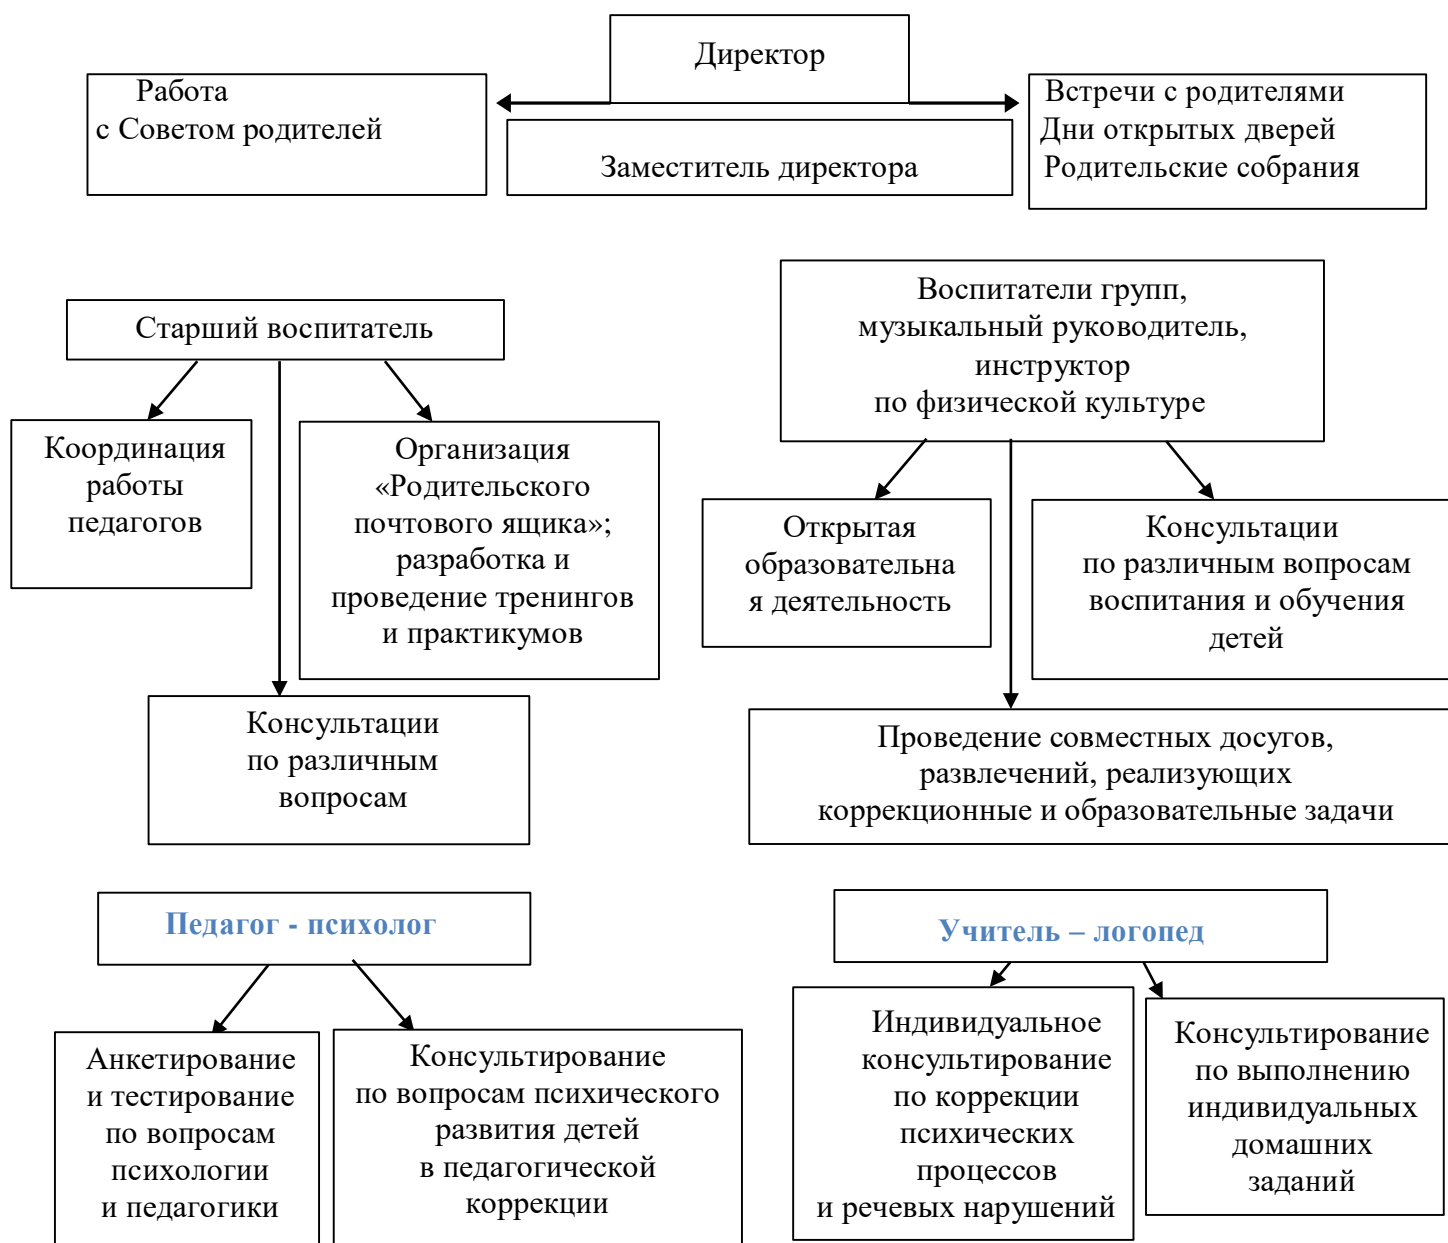 Директор
Работа
с Советом родителей
Встречи с родителями
Дни открытых дверей
Родительские собрания
Заместитель директора
Старший воспитатель
Воспитатели групп,
музыкальный руководитель,
инструктор
по физической культуре
Координация
работы
педагогов
Организация
«Родительского
почтового ящика»;
разработка и
проведение тренингов
и практикумов
Открытая
образовательна
я деятельность
Консультации
по различным вопросам
воспитания и обучения
детей
Консультации
по различным
вопросам
Проведение совместных досугов,
развлечений, реализующих
коррекционные и образовательные задачи
Педагог - психолог
Учитель – логопед
Анкетирование
и тестирование
по вопросам
психологии
и педагогики
Консультирование
по вопросам психического
развития детей
в педагогической
коррекции
Индивидуальное
консультирование
по коррекции
психических
процессов
и речевых нарушений
Консультирование
по выполнению
индивидуальных
домашних
заданий